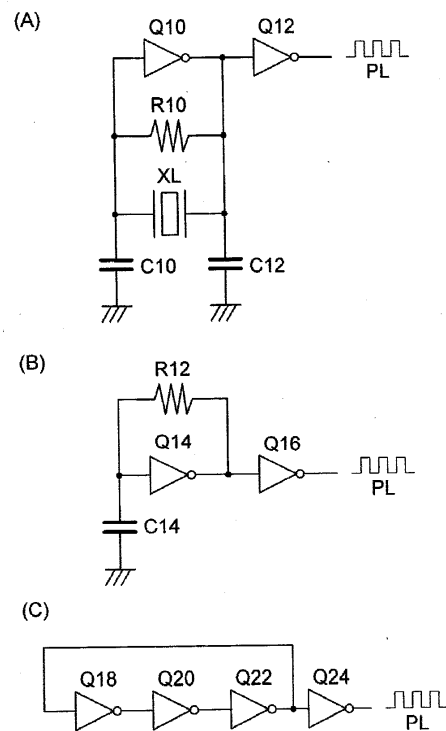 (A)
Q10 Q12
PL
R10
XL
C10 C12
(B)
R12
Q14 Q16
PL
C14
(C)
Q18 Q20 Q22 Q24
PL